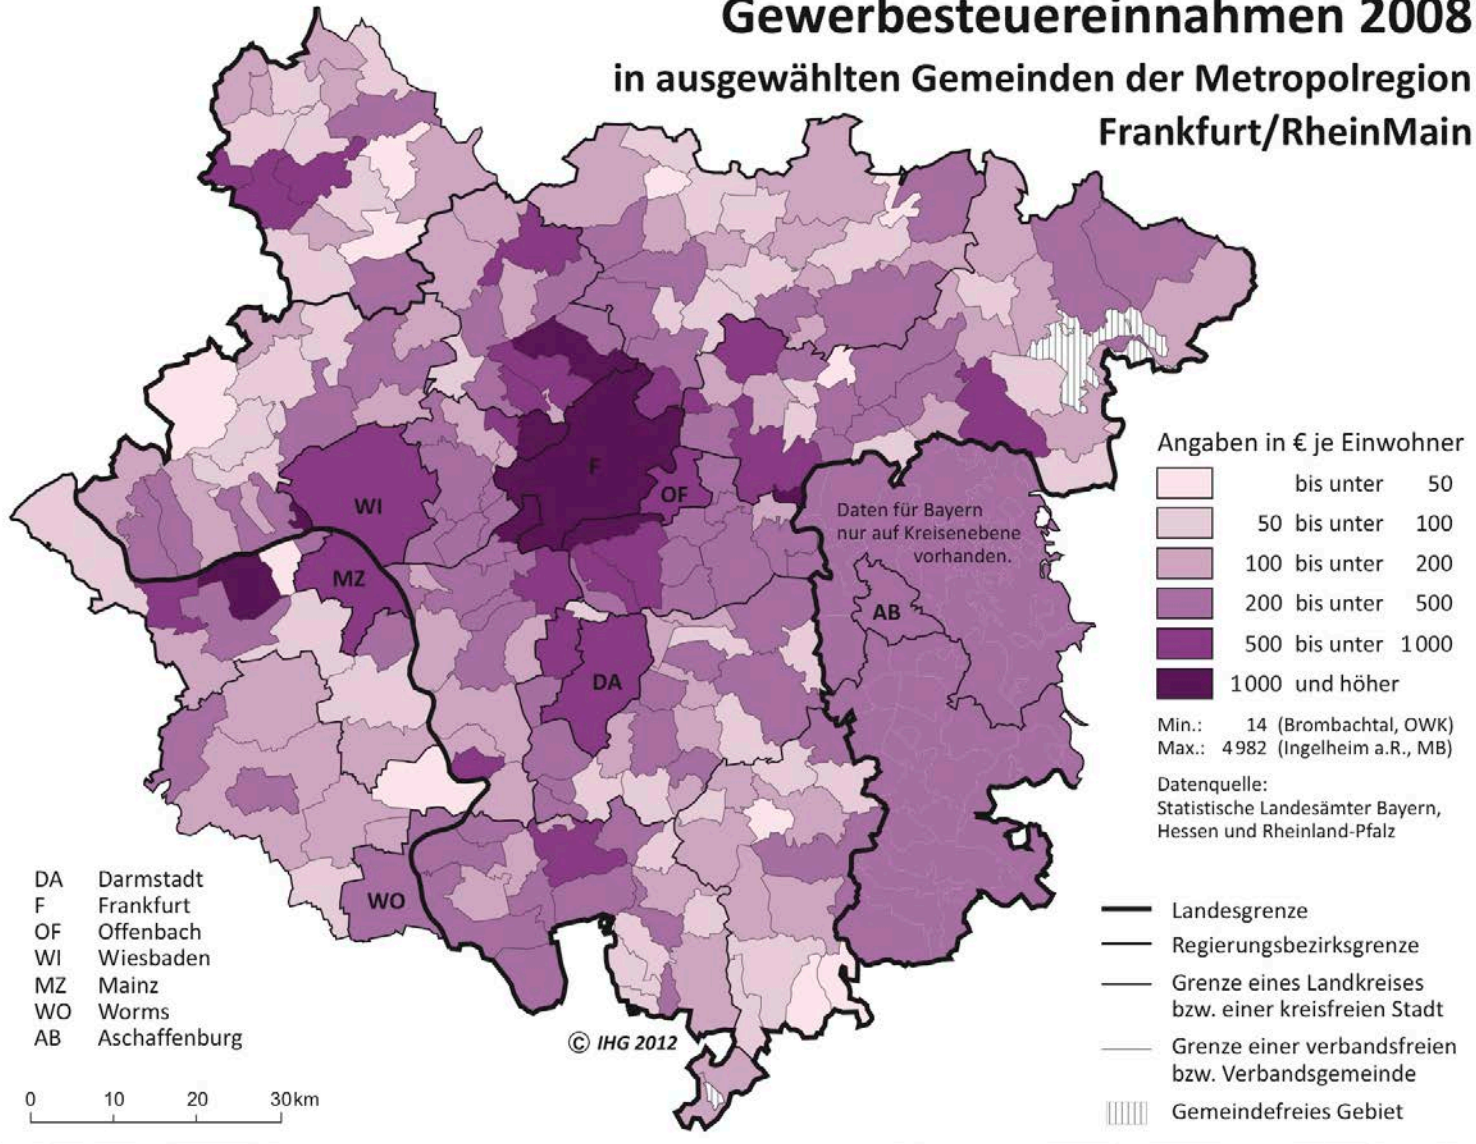 Gewerbesteuereinnahmen 2008
in ausgewählten Gemeinden der Metropolregion
Frankfurt/RheinMain
F
OF
WI
MZ
DA
WO
AB
Daten für Bayern
nur auf Kreisenebene
vorhanden.
Angaben in € je Einwohner
bis unter 50
50 bis unter 100
100 bis unter 200
200 bis unter 500
500 bis unter 1000
1000 und höher
Min.: 14 (Brombachtal, OWK)
Max.: 4982 (Ingelheim a.R., MB)
Datenquelle:
Statistische Landesämter Bayern,
Hessen und Rheinland-Pfalz
DA Darmstadt
F Frankfurt
OF Offenbach
WI Wiesbaden
MZ Mainz
WO Worms
AB Aschaffenburg
0 10 20 30km
© IHG 2012
Landesgrenze
Regierungsbezirksgrenze
Grenze eines Landkreises
bzw. einer kreisfreien Stadt
Grenze einer verbandsfreien
bzw. Verbandsgemeinde
Gemeindefreies Gebiet